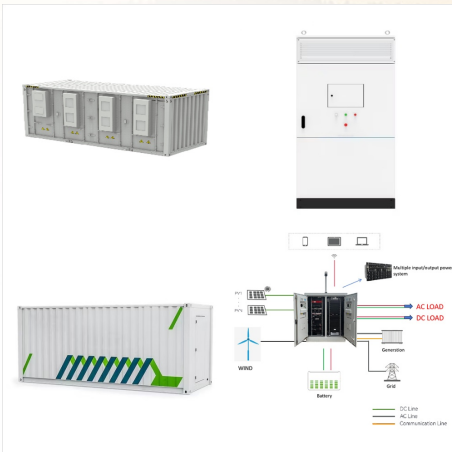 Multiple input/output power
system
PV1
AC LOAD
DC LOAD
WIND
Generation
Grid
Battery
DC Line
AC Line
Communication Line